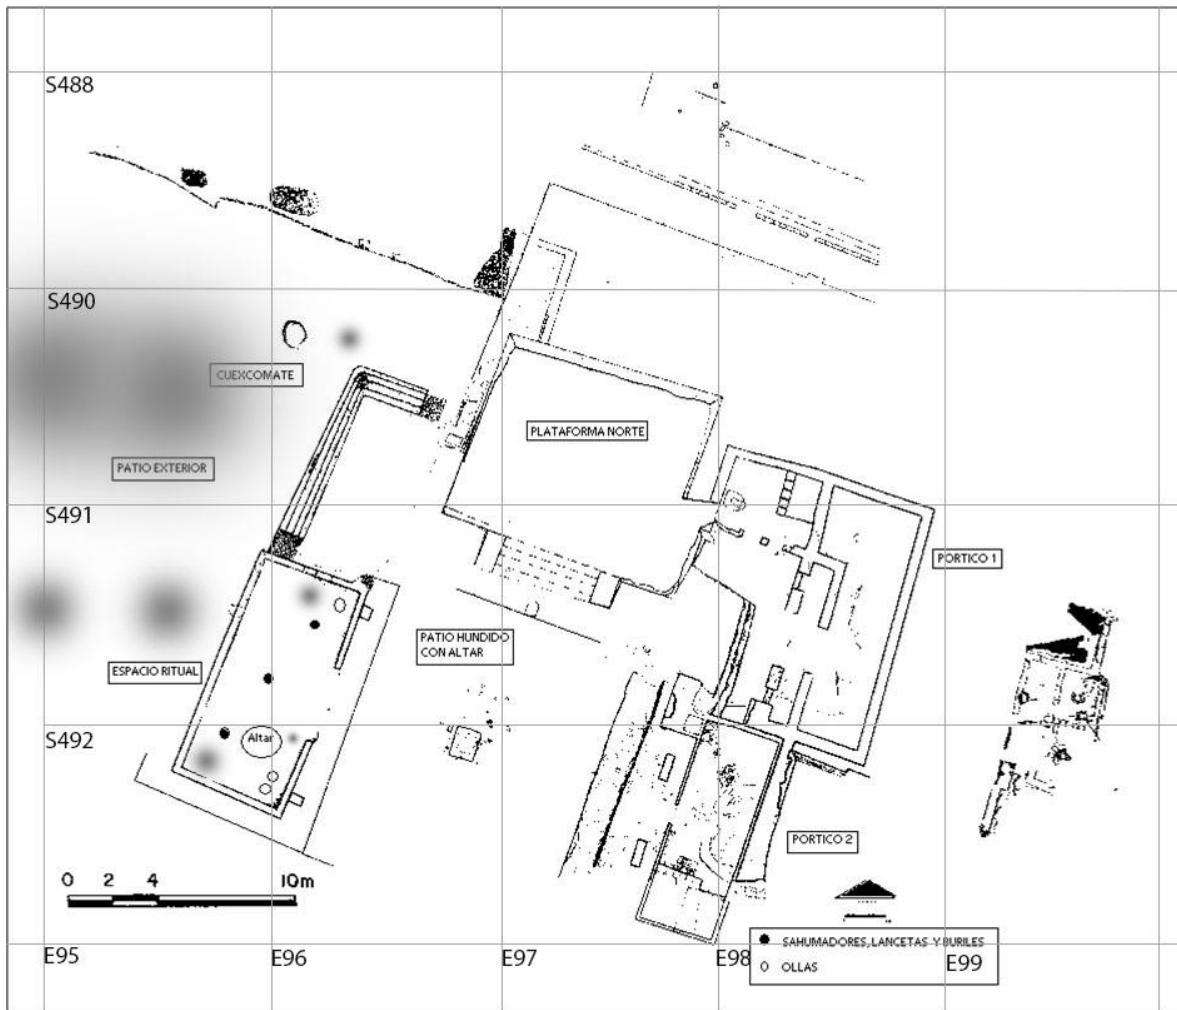 S488
S490
CUEXCOMATE
PLATAFORMA NORTE
PATIO EXTERIOR
S491
PORTICO 1
PATIO HUNDIDO
CON ALTAR
ESPACIO RITUAL
S492
Altar
PORTICO 2
0 2 4 10m
SAHUMADORES, LANCETAS Y BURILES
OLLAS
E95 E96 E97 E98 E99